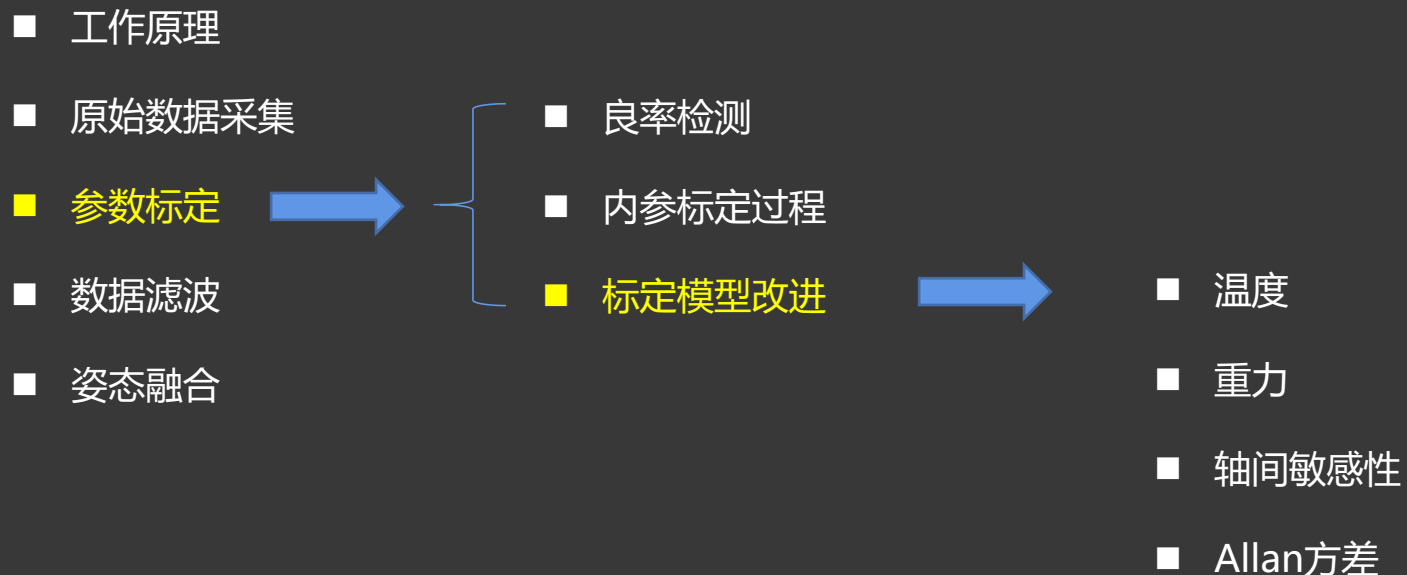 工作原理
原始数据采集
参数标定
数据滤波
姿态融合
良率检测
内参标定过程
标定模型改进
温度
重力
轴间敏感性
Allan方差